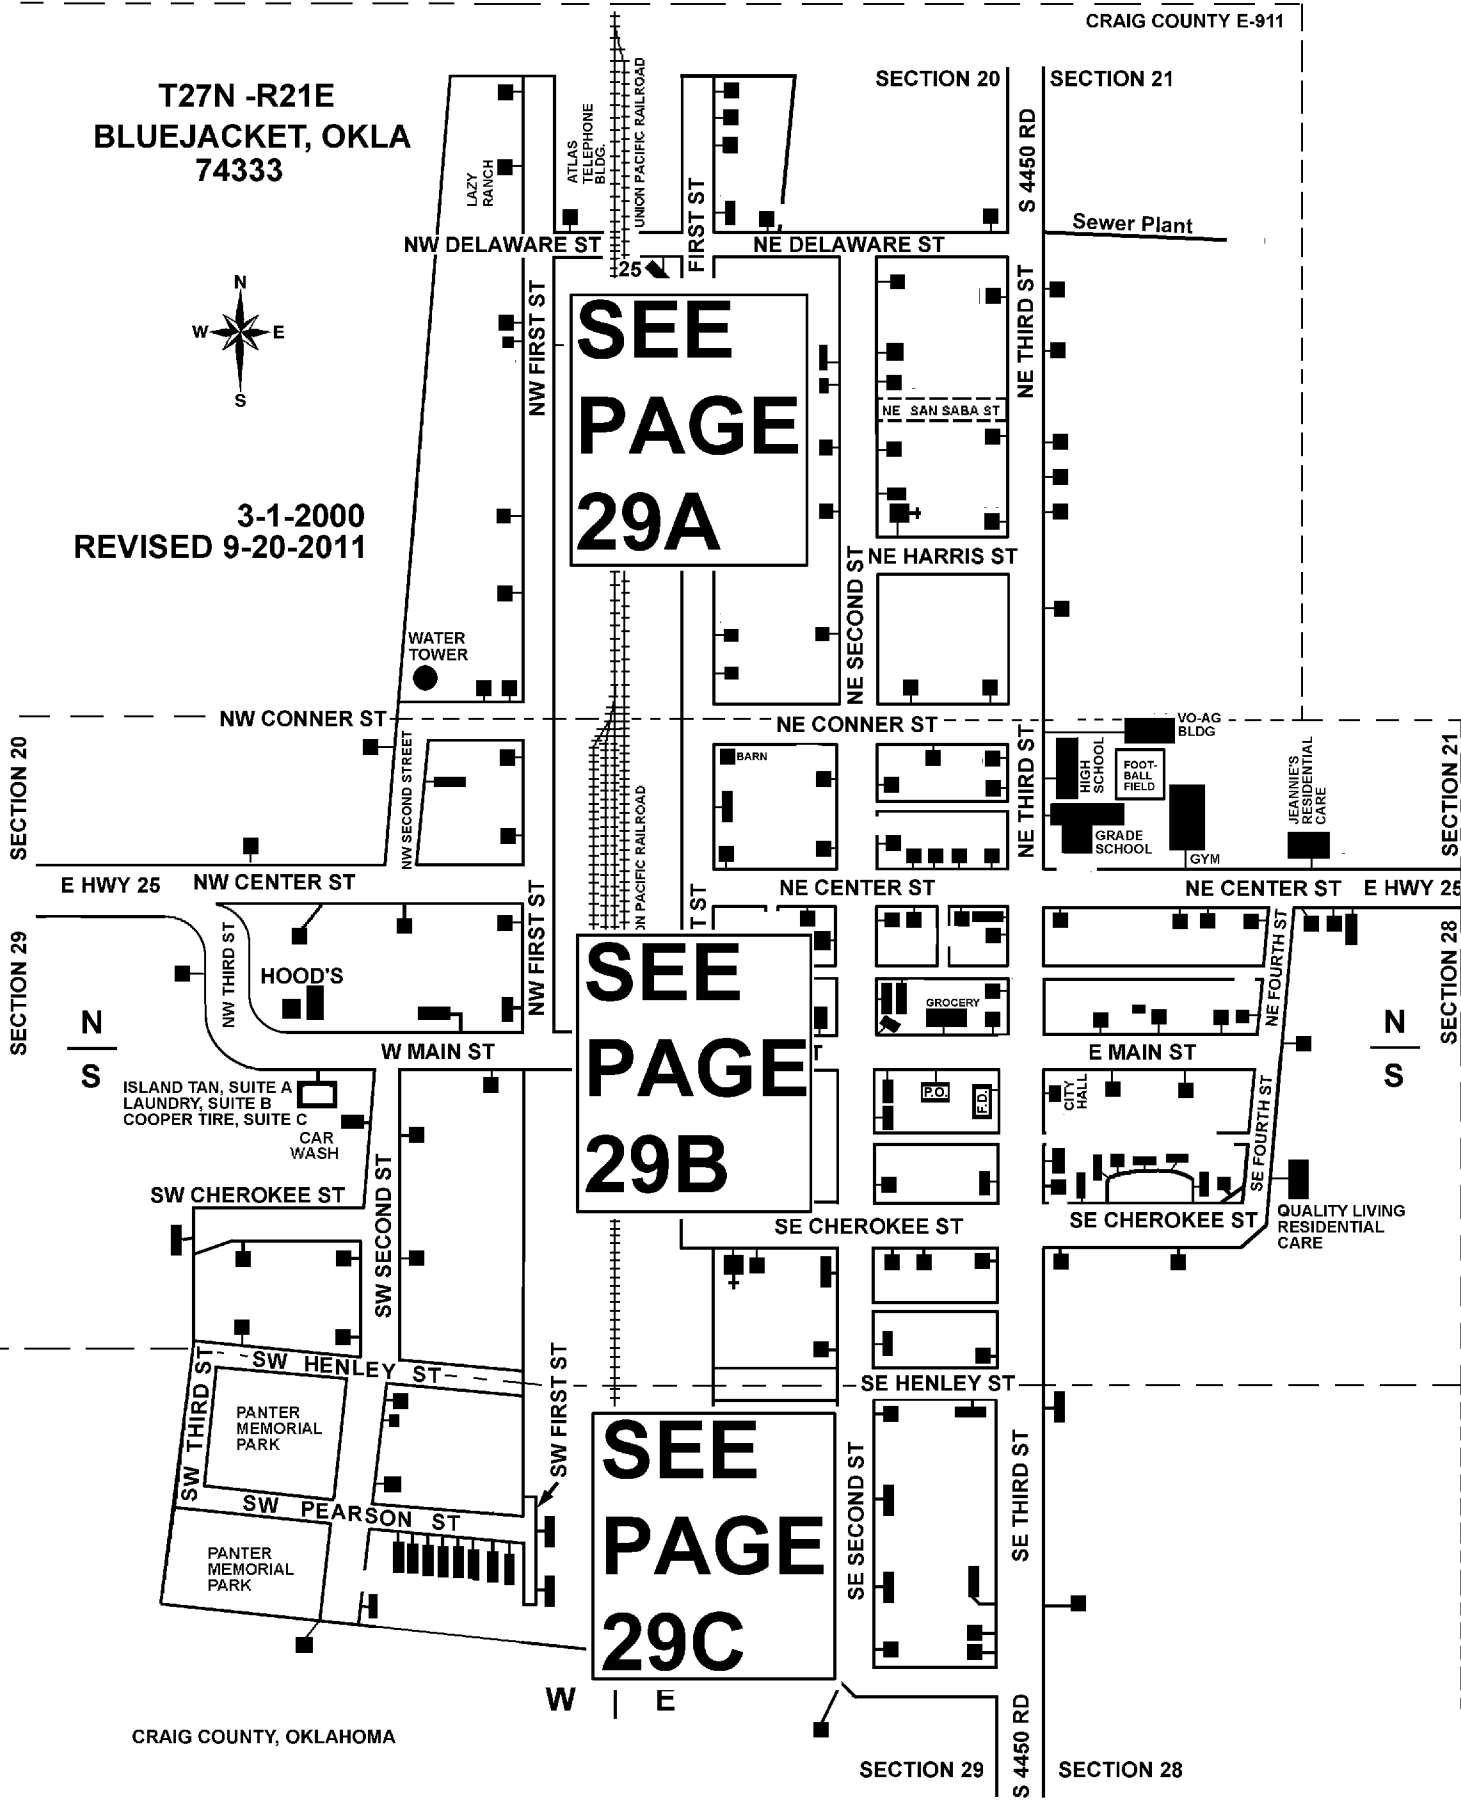 CRAIG COUNTY E-911
SECTION 20
SECTION 21
T27N -R21E
BLUEJACKET, OKLA
74333
ATLAS
TELEPHONE
BLDG.
UNION PACIFIC RAILROAD
LAZY
RANCH
FIRST ST
S 4450 RD
Sewer Plant
NW DELAWARE ST
NE DELAWARE ST
25
N
W
E
S
NW FIRST ST
SEE
PAGE
29A
NE THIRD ST
NE SAN SABA ST
3-1-2000
REVISED 9-20-2011
NE HARRIS ST
NE SECOND ST
WATER
TOWER
NW CONNER ST
NE CONNER ST
VO-AG
BLDG
SECTION 20
NW SECOND STREET
BARN
NE THIRD ST
HIGH
SCHOOL
FOOT-
BALL
FIELD
JEANNIE'S
RESIDENTIAL
CARE
SECTION 21
GRADE
SCHOOL
GYM
N PACIFIC RAILROAD
E HWY 25
NW CENTER ST
NE CENTER ST
NE CENTER ST
E HWY 25
T ST
SECTION 29
NW THIRD ST
HOOD'S
NW FIRST ST
SEE
PAGE
29B
GROCERY
NE FOURTH ST
SECTION 28
N
S
W MAIN ST
T
E MAIN ST
N
S
ISLAND TAN, SUITE A
LAUNDRY, SUITE B
COOPER TIRE, SUITE C
CAR
WASH
P.O.
F.D.
CITY
HALL
SE FOURTH ST
SW CHEROKEE ST
SW SECOND ST
SE CHEROKEE ST
SE CHEROKEE ST
QUALITY LIVING
RESIDENTIAL
CARE
SW HENLEY ST
SE HENLEY ST
SW THIRD ST
PANTER
MEMORIAL
PARK
SW FIRST ST
SEE
PAGE
29C
SE SECOND ST
SE THIRD ST
SW PEARSON ST
PANTER
MEMORIAL
PARK
W
E
CRAIG COUNTY, OKLAHOMA
SECTION 29
S 4450 RD
SECTION 28